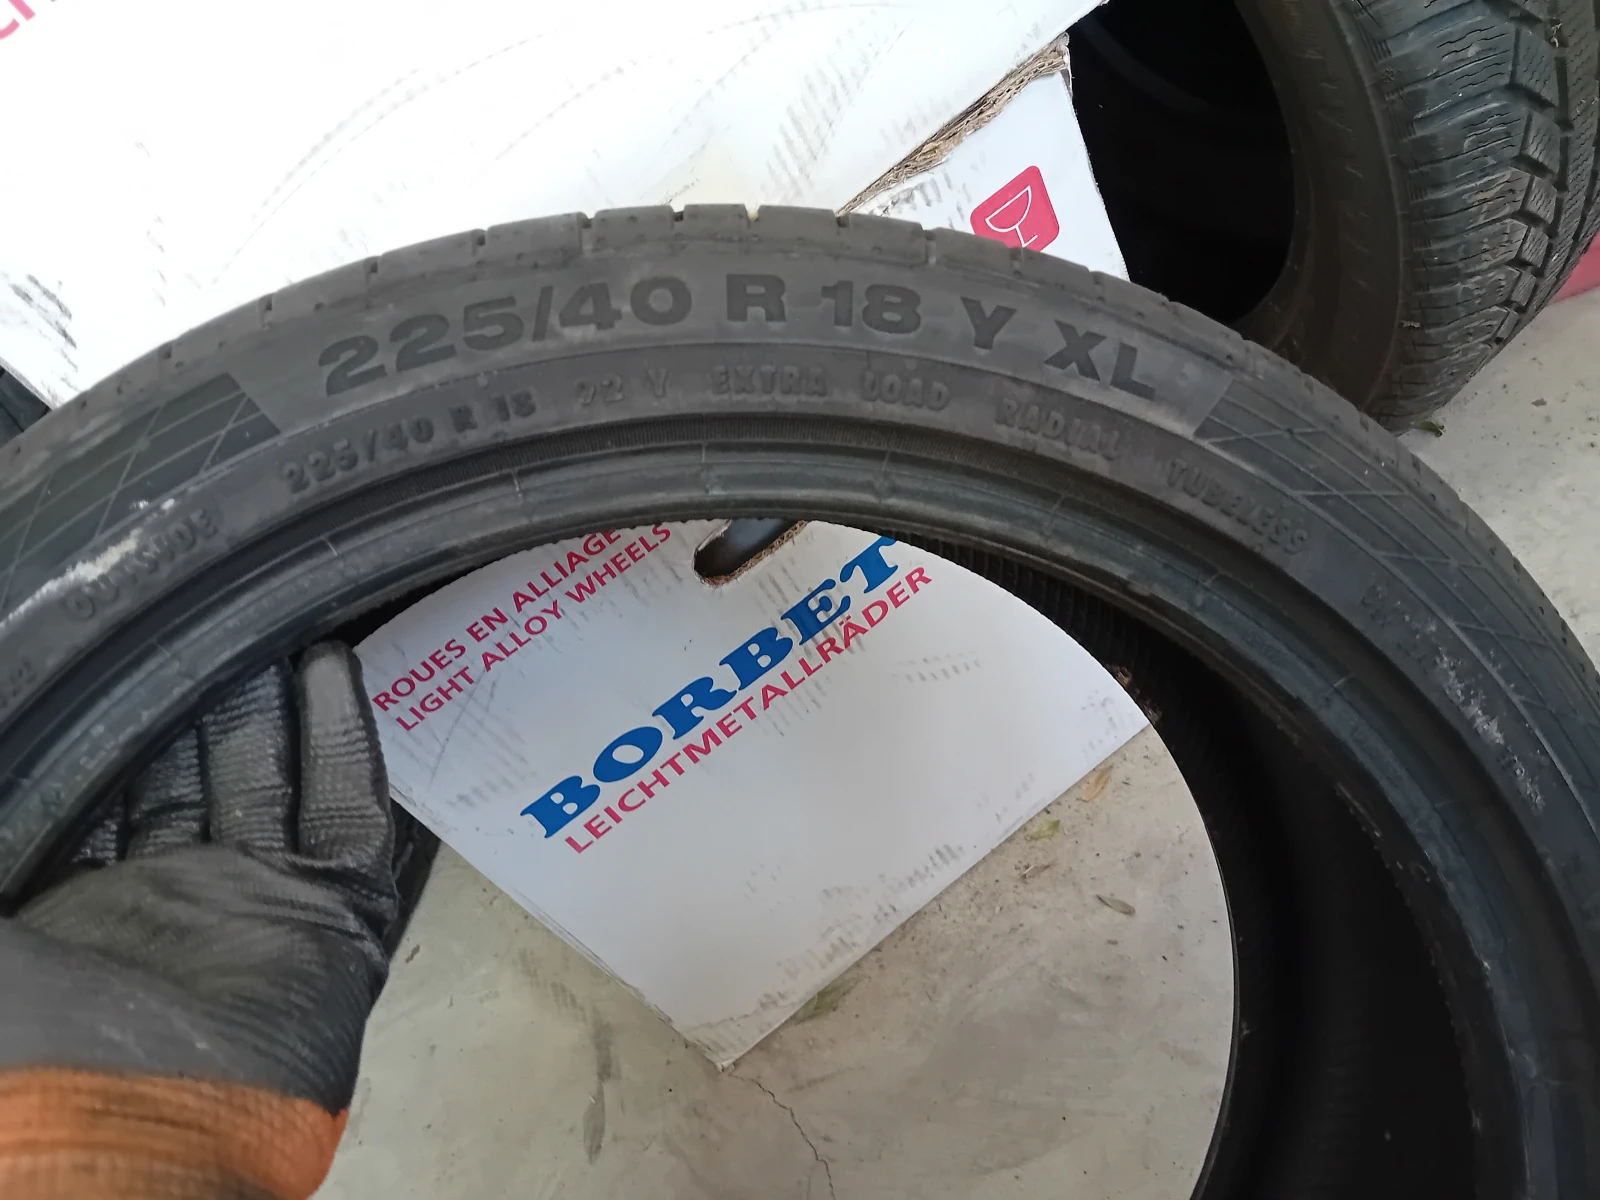 225/40 R 18 Y XL
225/40 R 18 92 Y EXTRA LOAD RADIAL TUBELESS
OUTSIDE
ROUES EN ALLIAGE
LIGHT ALLOY WHEELS
BORBET
LEICHTMETALLRÄDER